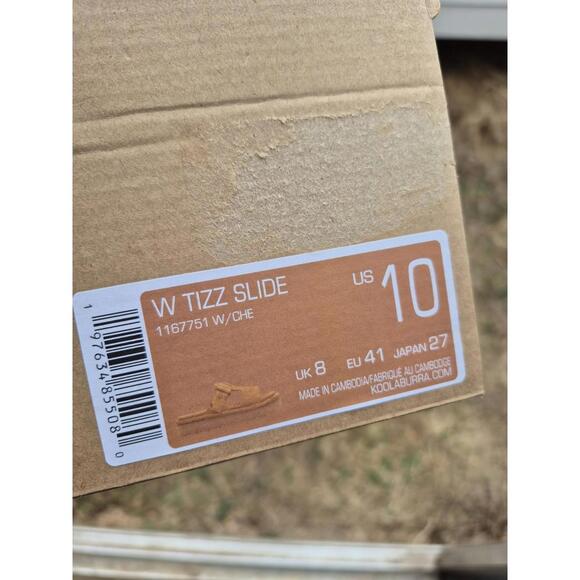 W TIZZ SLIDE
1167751 W/CHE
US 10
UK 8 EU 41 JAPAN 27
MADE IN CAMBODIA/FABRIQUÉ AU CAMBODGE
KOOLABURRA.COM
1 97634 85508 0